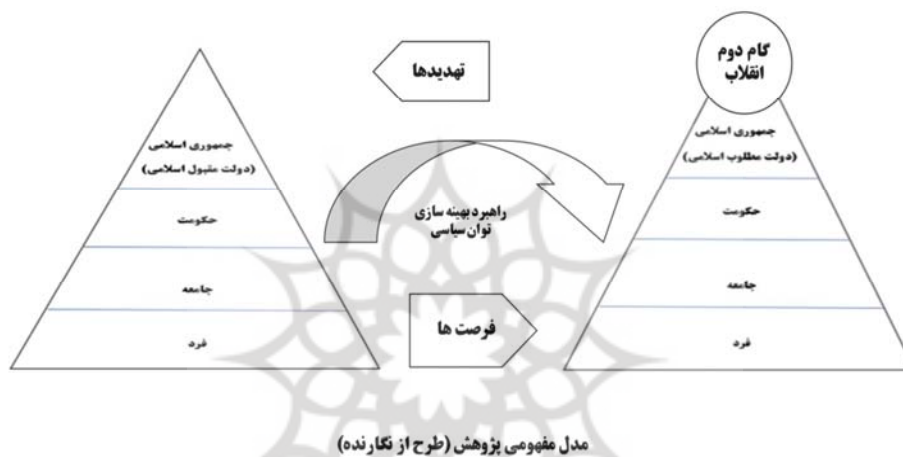 گام دوم
انقلاب
تهدیدها
جمهوری اسلامی
(دولت مطلوب اسلامی)
حکومت
جامعه
فرد
راهبرد بهینه سازی
توان سیاسی
فرصت ها
جمهوری اسلامی
(دولت مقبول اسلامی)
حکومت
جامعه
فرد
مدل مفهومی پژوهش (طرح از نگارنده)